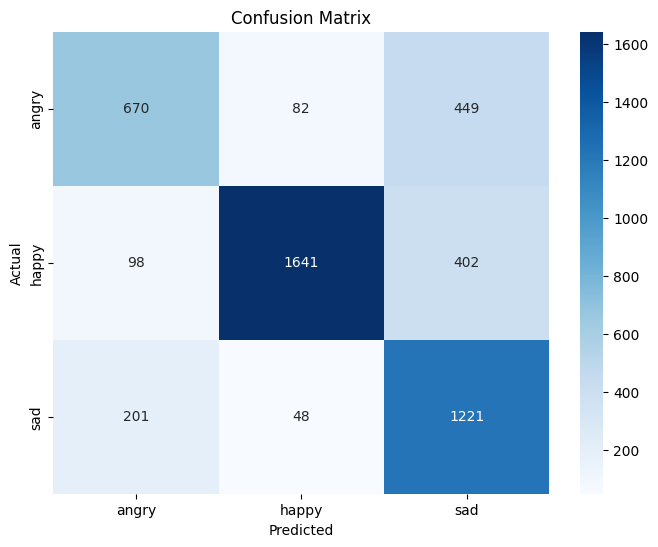 Confusion Matrix
angry
670
82
449
Actual
happy
98
1641
402
sad
201
48
1221
angry
happy
sad
Predicted
1600
1400
1200
1000
800
600
400
200